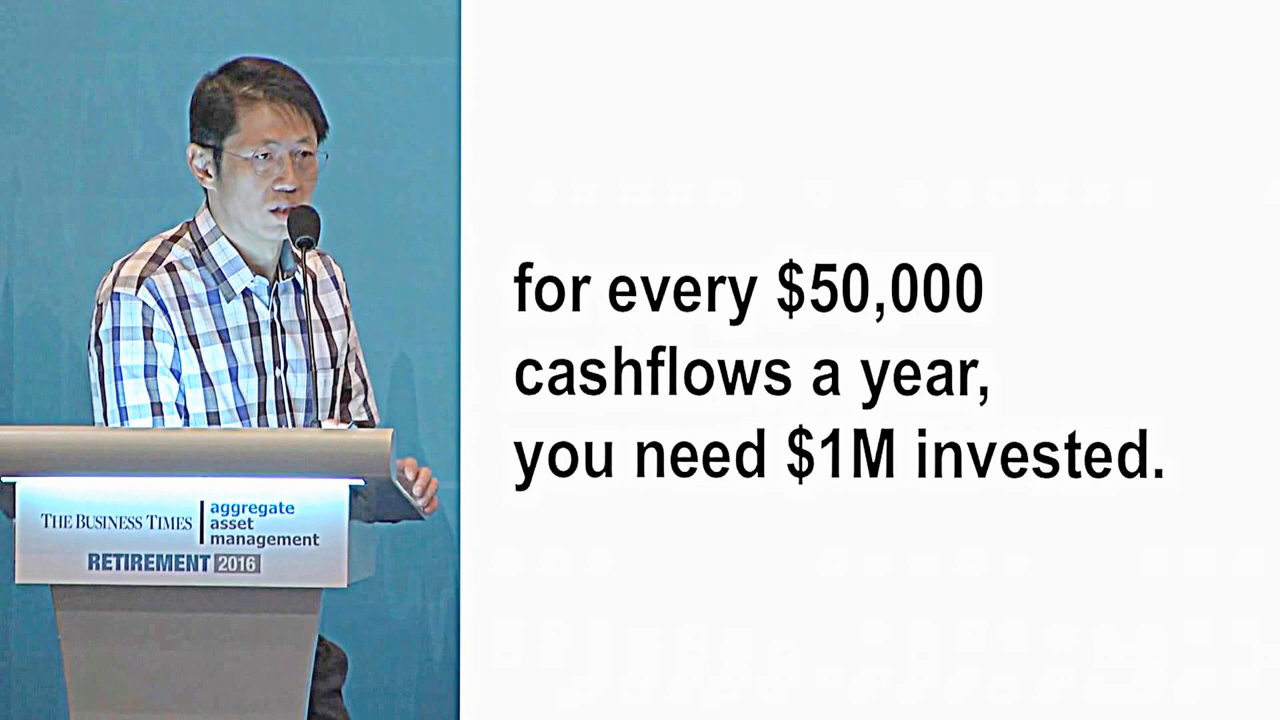 for every $50,000
cashflows a year,
you need $1M invested.
THE BUSINESS TIMES
aggregate
asset
management
RETIREMENT 2016